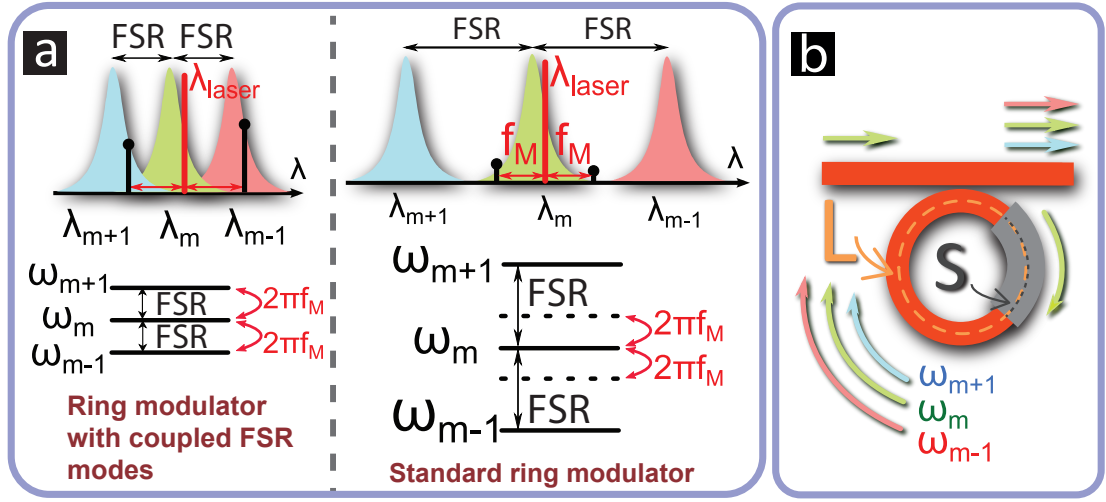 a
FSR FSR
λlaser
λ
λm+1 λm λm-1
ωm+1
ωm
ωm-1
FSR
FSR
2πfM
2πfM
Ring modulator
with coupled FSR
modes
FSR FSR
λlaser
fM fM
λ
λm+1 λm λm-1
ωm+1
ωm
ωm-1
FSR
FSR
2πfM
2πfM
Standard ring modulator
b
L
S
ωm+1
ωm
ωm-1